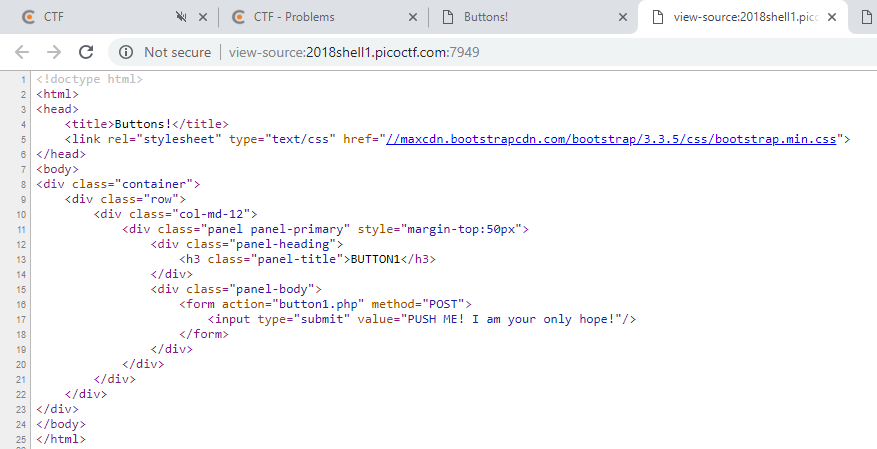 CTF
CTF - Problems
Buttons!
view-source:2018shell1.pico
Not secure
view-source:2018shell1.picoctf.com:7949
1 <!doctype html>
2 <html>
3 <head>
4     <title>Buttons!</title>
5     <link rel="stylesheet" type="text/css" href="//maxcdn.bootstrapcdn.com/bootstrap/3.3.5/css/bootstrap.min.css">
6 </head>
7 <body>
8 <div class="container">
9     <div class="row">
10         <div class="col-md-12">
11             <div class="panel panel-primary" style="margin-top:50px">
12                 <div class="panel-heading">
13                     <h3 class="panel-title">BUTTON1</h3>
14                 </div>
15                 <div class="panel-body">
16                     <form action="button1.php" method="POST">
17                         <input type="submit" value="PUSH ME! I am your only hope!"/>
18                     </form>
19                 </div>
20             </div>
21         </div>
22     </div>
23 </div>
24 </body>
25 </html>